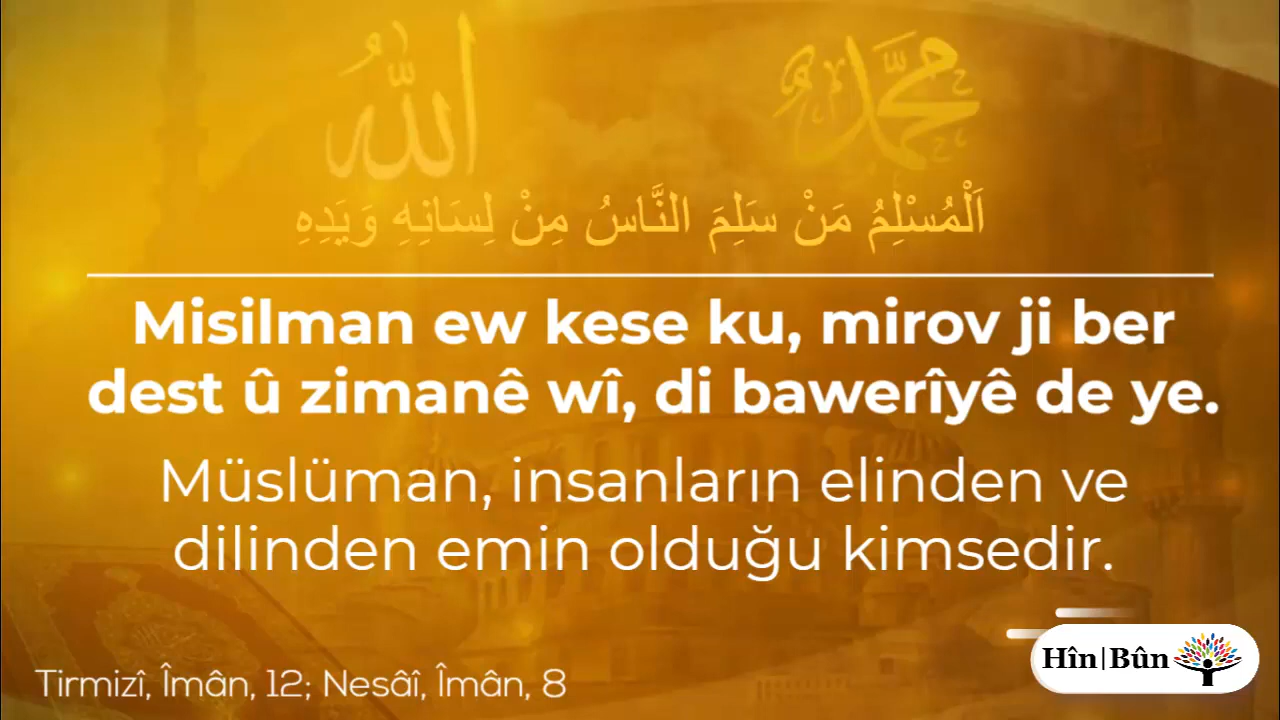 الله
محمد
اَلْمُسْلِمُ مَنْ سَلِمَ النَّاسُ مِنْ لِسَانِهِ وَيَدِهِ
Misilman ew kese ku, mirov ji ber
dest û zimanê wî, di bawerîyê de ye.
Müslüman, insanların elinden ve
dilinden emin olduğu kimsedir.
Tirmizî, Îmân, 12; Nesâî, Îmân, 8
Hîn|Bûn